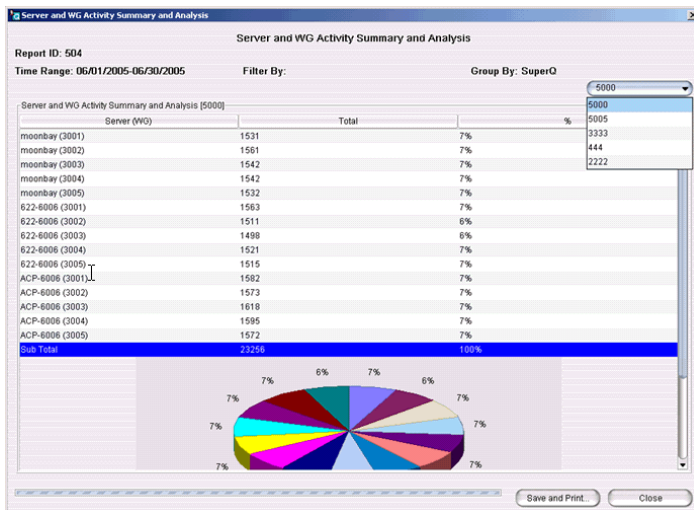 Server and WG Activity Summary and Analysis
Server and WG Activity Summary and Analysis
Report ID: 504
Time Range: 06/01/2005-06/30/2005 Filter By: Group By: SuperQ
5000
5000
5005
3333
444
2222
Server and WG Activity Summary and Analysis [5000]
Server (WG) Total %
moonbay (3001) 1531 7%
moonbay (3002) 1561 7%
moonbay (3003) 1542 7%
moonbay (3004) 1542 7%
moonbay (3005) 1532 7%
622-6006 (3001) 1563 7%
622-6006 (3002) 1511 6%
622-6006 (3003) 1498 6%
622-6006 (3004) 1521 7%
622-6006 (3005) 1515 7%
ACP-6006 (3001) 1582 7%
ACP-6006 (3002) 1573 7%
ACP-6006 (3003) 1618 7%
ACP-6006 (3004) 1595 7%
ACP-6006 (3005) 1572 7%
Sub Total 23256 100%
7% 6% 7% 6%
7% 7%
7% 7%
7% 7%
Save and Print... Close